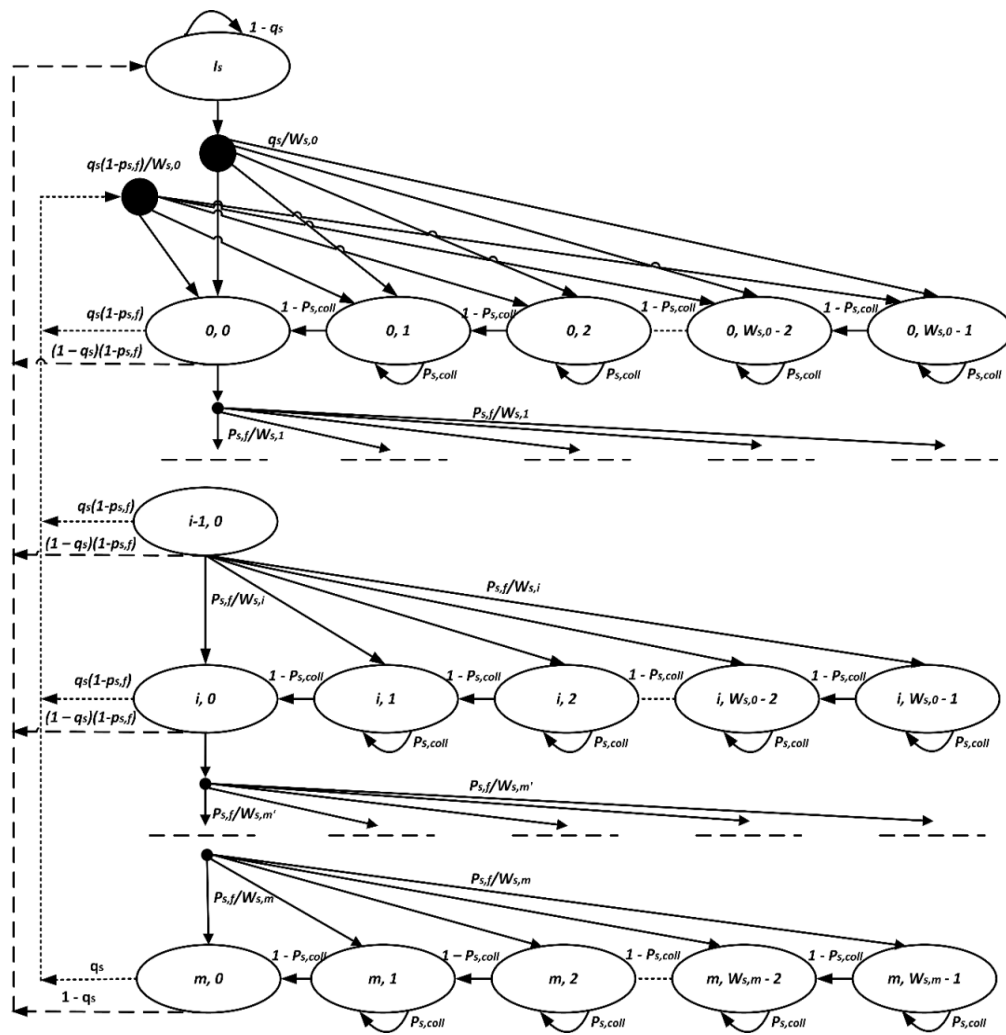 1 - qs
Is
qs/Ws,0
qs(1-ps,f)/Ws,0
qs(1-ps,f)
(1 – qs)(1-ps,f)
0, 0
1 - Ps,coll
0, 1
1 - Ps,coll
0, 2
1 - Ps,coll
0, Ws,0 - 2
1 - Ps,coll
0, Ws,0 - 1
Ps,coll
Ps,coll
Ps,coll
Ps,coll
Ps,f/Ws,1
Ps,f/Ws,1
qs(1-ps,f)
(1 – qs)(1-ps,f)
i-1, 0
Ps,f/Ws,i
Ps,f/Ws,i
qs(1-ps,f)
(1 – qs)(1-ps,f)
i, 0
1 - Ps,coll
i, 1
1 - Ps,coll
i, 2
1 - Ps,coll
i, Ws,0 - 2
1 - Ps,coll
i, Ws,0 - 1
Ps,coll
Ps,coll
Ps,coll
Ps,coll
Ps,f/Ws,m'
Ps,f/Ws,m'
Ps,f/Ws,m
Ps,f/Ws,m
qs
1 - qs
m, 0
1 - Ps,coll
m, 1
1 – Ps,coll
m, 2
1 - Ps,coll
m, Ws,m - 2
1 - Ps,coll
m, Ws,m - 1
Ps,coll
Ps,coll
Ps,coll
Ps,coll